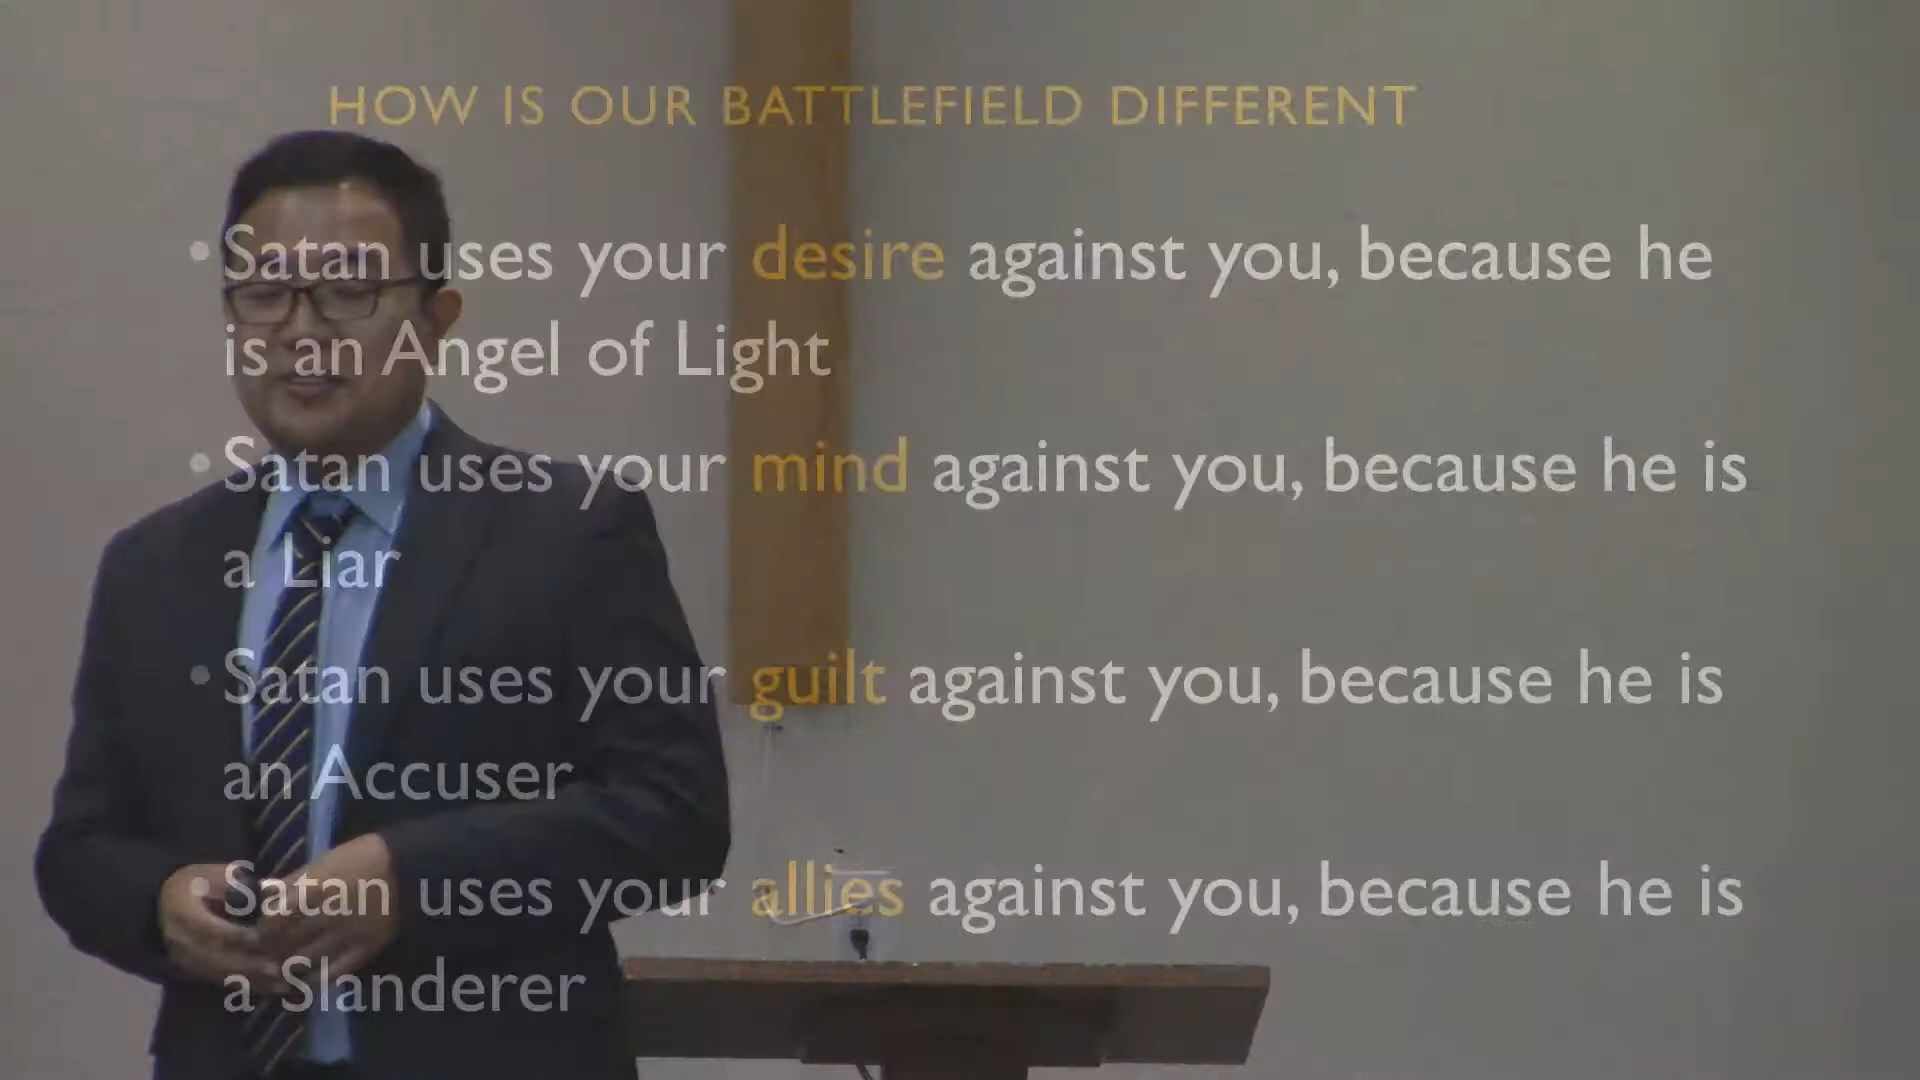 HOW IS OUR BATTLEFIELD DIFFERENT
• Satan uses your desire against you, because he
is an Angel of Light
• Satan uses your mind against you, because he is
a Liar
• Satan uses your guilt against you, because he is
an Accuser
• Satan uses your allies against you, because he is
a Slanderer